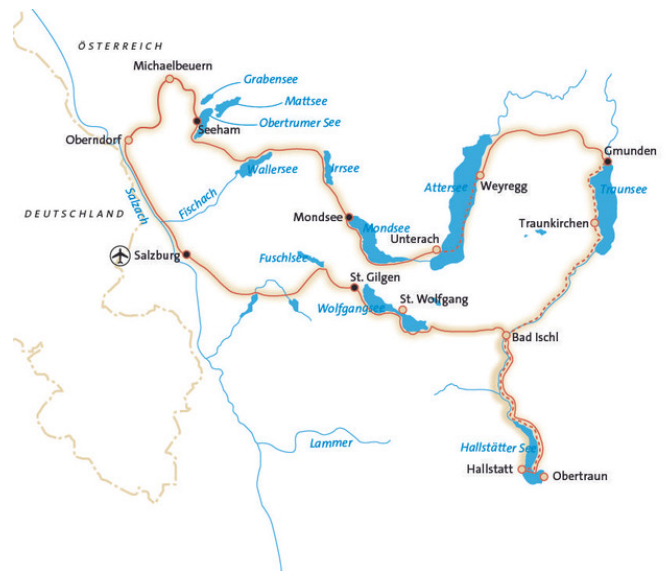 ÖSTERREICH
Michaelbeuern
Grabensee
Mattsee
Obertrumer See
Seeham
Oberndorf
Wallersee
Irrsee
Gmunden
Attersee
Weyregg
Traunsee
DEUTSCHLAND
Salzach
Fischach
Mondsee
Mondsee
Traunkirchen
Unterach
Salzburg
Fuschlsee
St. Gilgen
Wolfgangsee
St. Wolfgang
Bad Ischl
Lammer
Hallstätter See
Hallstatt
Obertraun